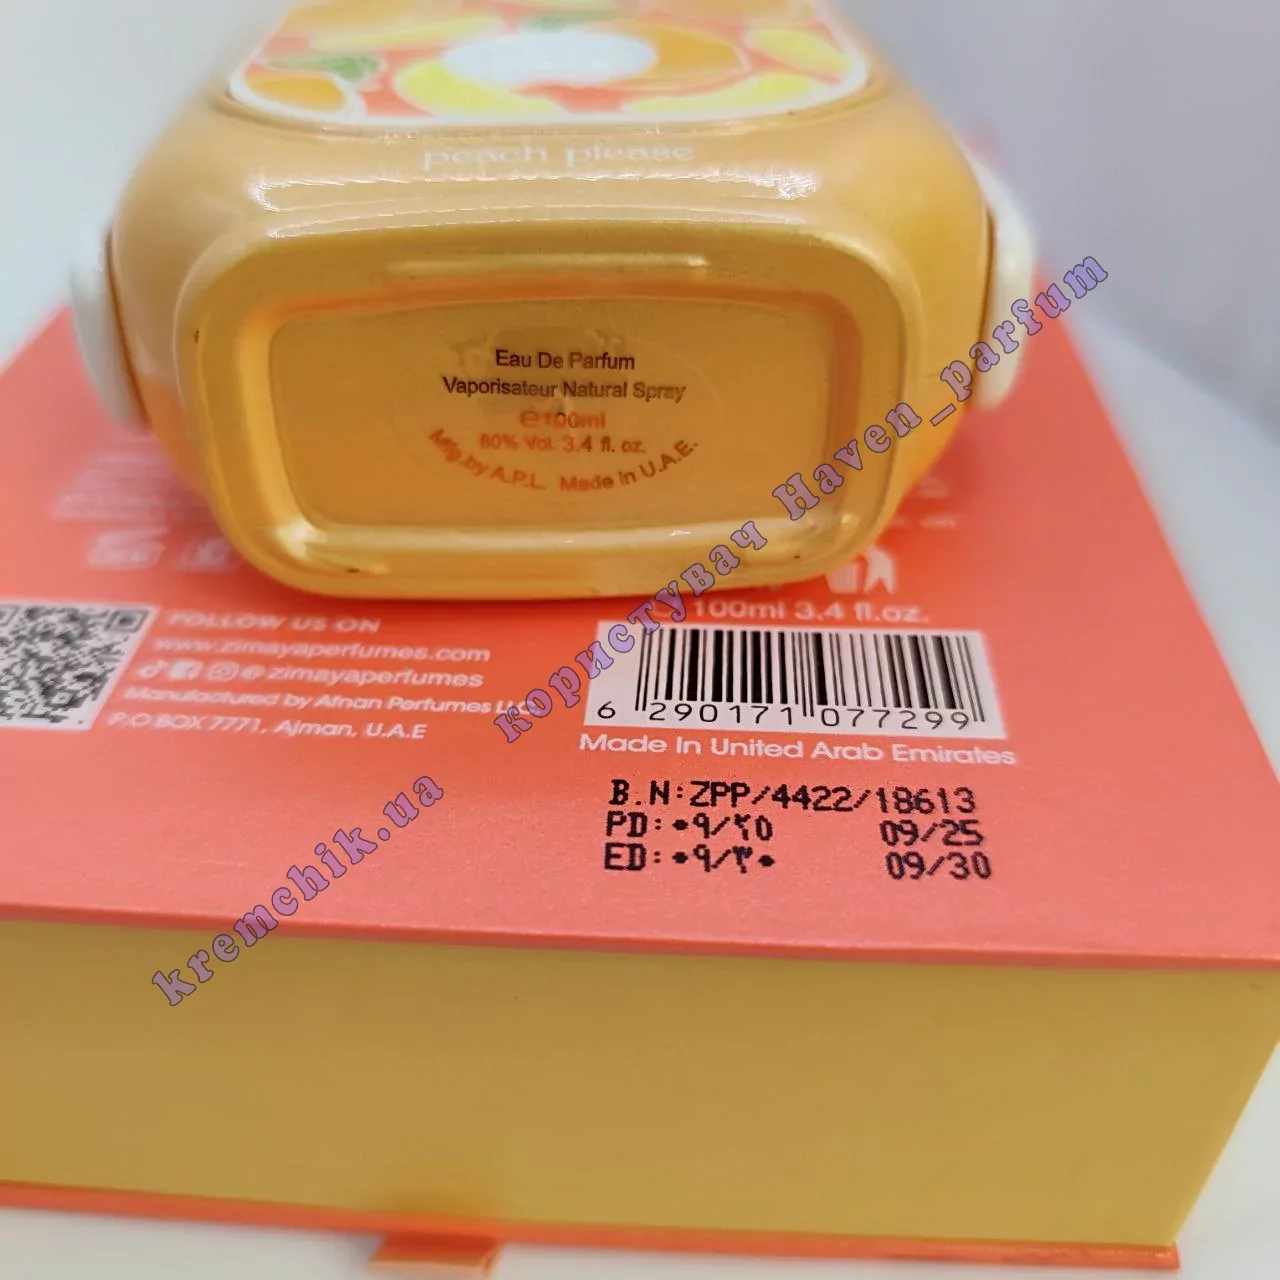 peach please
Eau De Parfum
Vaporisateur Natural Spray
e100ml
80% Vol. 3.4 fl. oz.
Mfg.by A.P.L. Made in U.A.E.
100ml 3.4 fl.oz.
FOLLOW US ON
www.zimayaperfumes.com
@ zimayaperfumes
Manufactured by Afnan Perfumes
P.O BOX 7771, Ajman, U.A.E
6 290171 077299
Made In United Arab Emirates
B.N:ZPP/4422/18613
PD:٠٩/٢٥ 09/25
ED:٠٩/٣٠ 09/30
користувач Haven_parfum
kremchik.ua